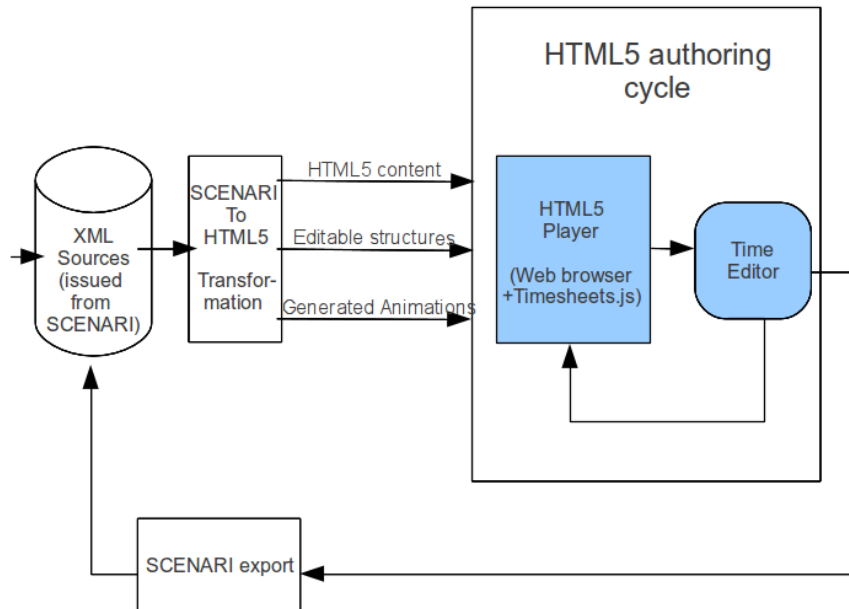 HTML5 authoring
cycle
XML
Sources
(issued
from
SCENARI)
SCENARI
To
HTML5
Transfor-
mation
HTML5 content
Editable structures
Generated Animations
HTML5
Player
(Web browser
+Timesheets.js)
Time
Editor
SCENARI export